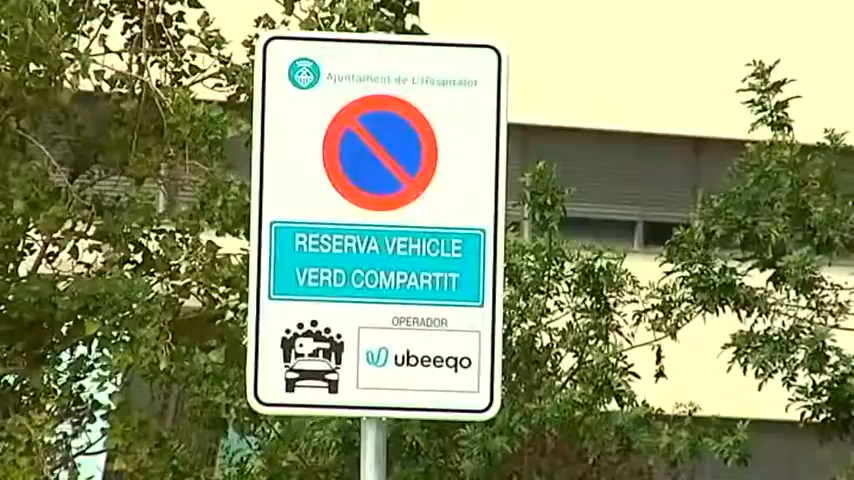 Ajuntament de L'Hospitalet
RESERVA VEHICLE
VERD COMPARTIT
OPERADOR
ubeeqo